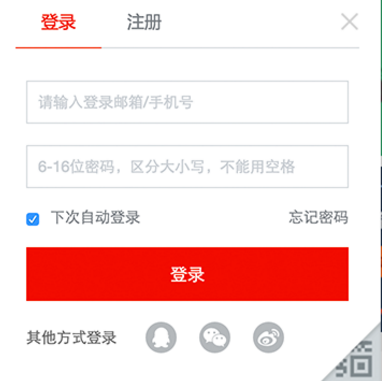 登录 注册
请输入登录邮箱/手机号
6-16位密码，区分大小写，不能用空格
下次自动登录 忘记密码
登录
其他方式登录